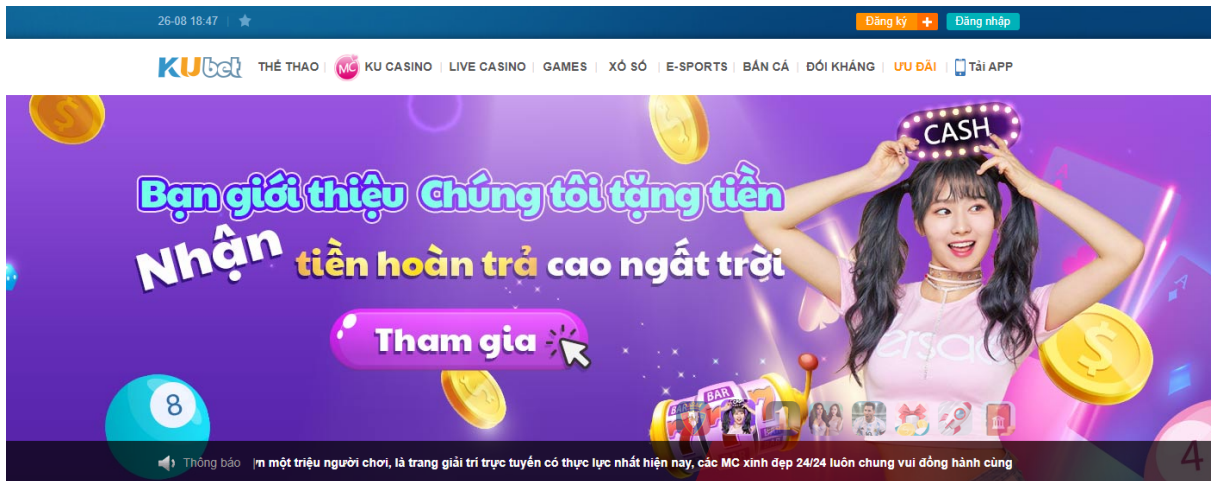 26-08 18:47
Đăng ký
Đăng nhập
KUbet
THỂ THAO
MC KU CASINO
LIVE CASINO
GAMES
XỔ SỐ
E-SPORTS
BẮN CÁ
ĐỐI KHÁNG
ƯU ĐÃI
Tải APP
CASH
Bạn giới thiệu Chúng tôi tặng tiền
Nhận tiền hoàn trả cao ngất trời
Tham gia
BAR
8
4
Thông báo
một triệu người chơi, là trang giải trí trực tuyến có thực lực nhất hiện nay, các MC xinh đẹp 24/24 luôn chung vui đồng hành cùng